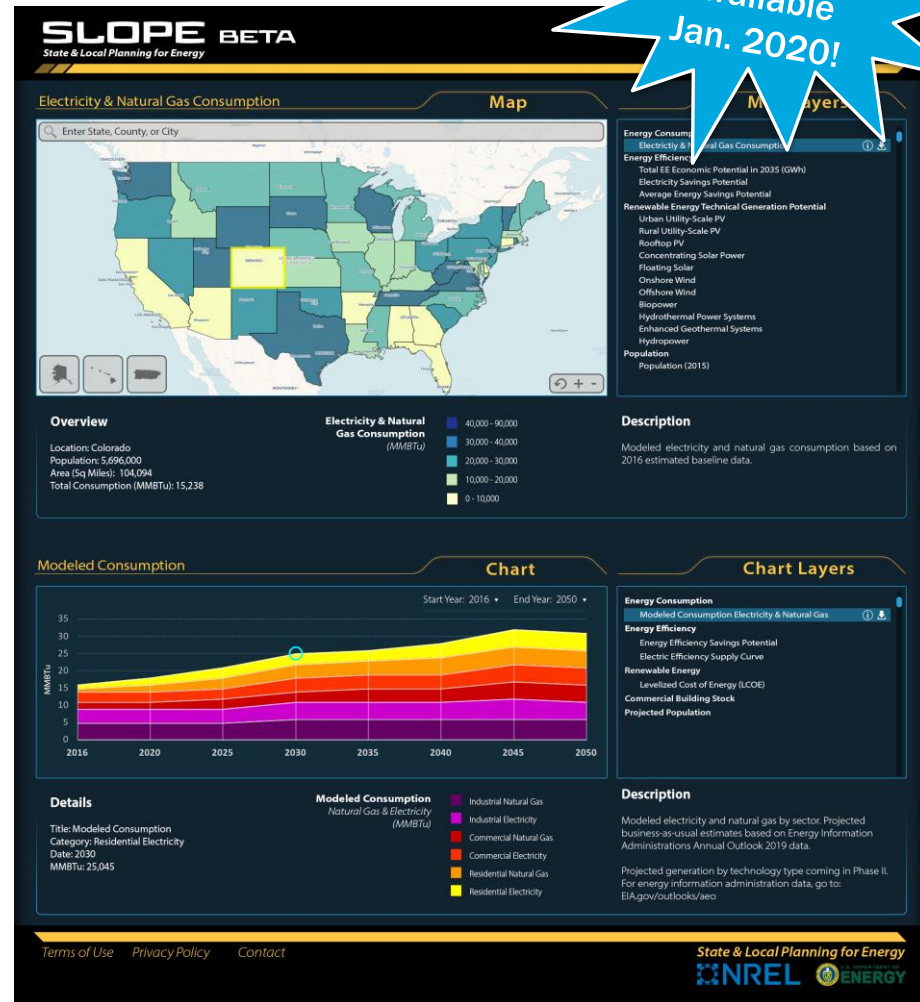 SLOPE BETA
State & Local Planning for Energy
Jan. 2020!
Electricity & Natural Gas Consumption
Map
Enter State, County, or City
Energy Consump
Electrictiy & N ral Gas Consumption
Energy Efficiency
Total EE Economic Potential in 2035 (GWh)
Electricity Savings Potential
Average Energy Savings Potential
Renewable Energy Technical Generation Potential
Urban Utility-Scale PV
Rural Utility-Scale PV
Rooftop PV
Concentrating Solar Power
Floating Solar
Onshore Wind
Offshore Wind
Biopower
Hydrothermal Power Systems
Enhanced Geothermal Systems
Hydropower
Population
Population (2015)
Overview
Location: Colorado
Population: 5,696,000
Area (Sq Miles): 104,094
Total Consumption (MMBTu): 15,238
Electricity & Natural
Gas Consumption
(MMBTu)
40,000 - 90,000
30,000 - 40,000
20,000 - 30,000
10,000 - 20,000
0 - 10,000
Description
Modeled electricity and natural gas consumption based on
2016 estimated baseline data.
Modeled Consumption
Chart
Start Year: 2016 End Year: 2050
MMBTu
35
30
25
20
15
10
5
0
2016 2020 2025 2030 2035 2040 2045 2050
Chart Layers
Energy Consumption
Modeled Consumption Electricity & Natural Gas
Energy Efficiency
Energy Efficiency Savings Potential
Electric Efficiency Supply Curve
Renewable Energy
Levelized Cost of Energy (LCOE)
Commercial Building Stock
Projected Population
Details
Title: Modeled Consumption
Category: Residential Electricity
Date: 2030
MMBTu: 25,045
Modeled Consumption
Natural Gas & Electricity
(MMBTu)
Industrial Natural Gas
Industrial Electricity
Commercial Natural Gas
Commercial Electricity
Residential Natural Gas
Residential Electricity
Description
Modeled electricity and natural gas by sector. Projected
business-as-usual estimates based on Energy Information
Administrations Annual Outlook 2019 data.
Projected generation by technology type coming in Phase II.
For energy information administration data, go to:
EIA.gov/outlooks/aeo
Terms of Use Privacy Policy Contact
State & Local Planning for Energy
NREL
U.S. DEPARTMENT OF
ENERGY